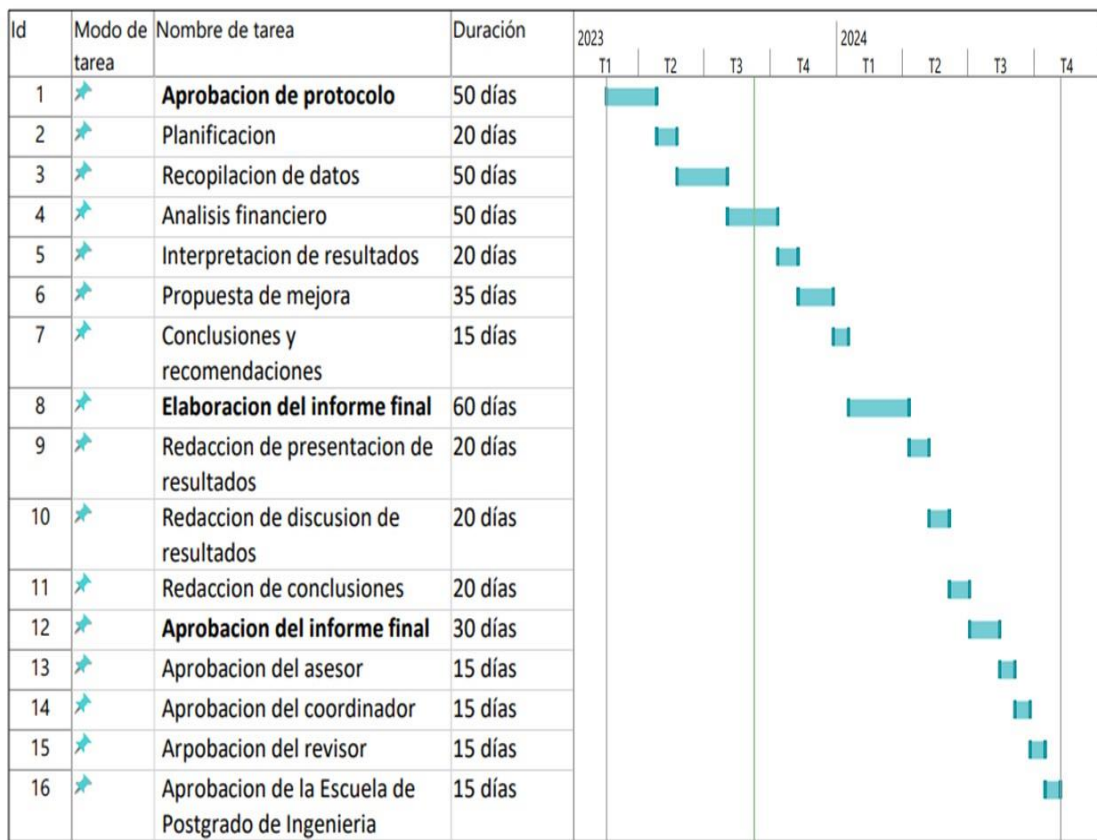 Id Modo de Nombre de tarea Duración 2023 2024
tarea T1 T2 T3 T4 T1 T2 T3 T4
1 Aprobacion de protocolo 50 días
2 Planificacion 20 días
3 Recopilacion de datos 50 días
4 Analisis financiero 50 días
5 Interpretacion de resultados 20 días
6 Propuesta de mejora 35 días
7 Conclusiones y 15 días
recomendaciones
8 Elaboracion del informe final 60 días
9 Redaccion de presentacion de 20 días
resultados
10 Redaccion de discusion de 20 días
resultados
11 Redaccion de conclusiones 20 días
12 Aprobacion del informe final 30 días
13 Aprobacion del asesor 15 días
14 Aprobacion del coordinador 15 días
15 Arpobacion del revisor 15 días
16 Aprobacion de la Escuela de 15 días
Postgrado de Ingenieria